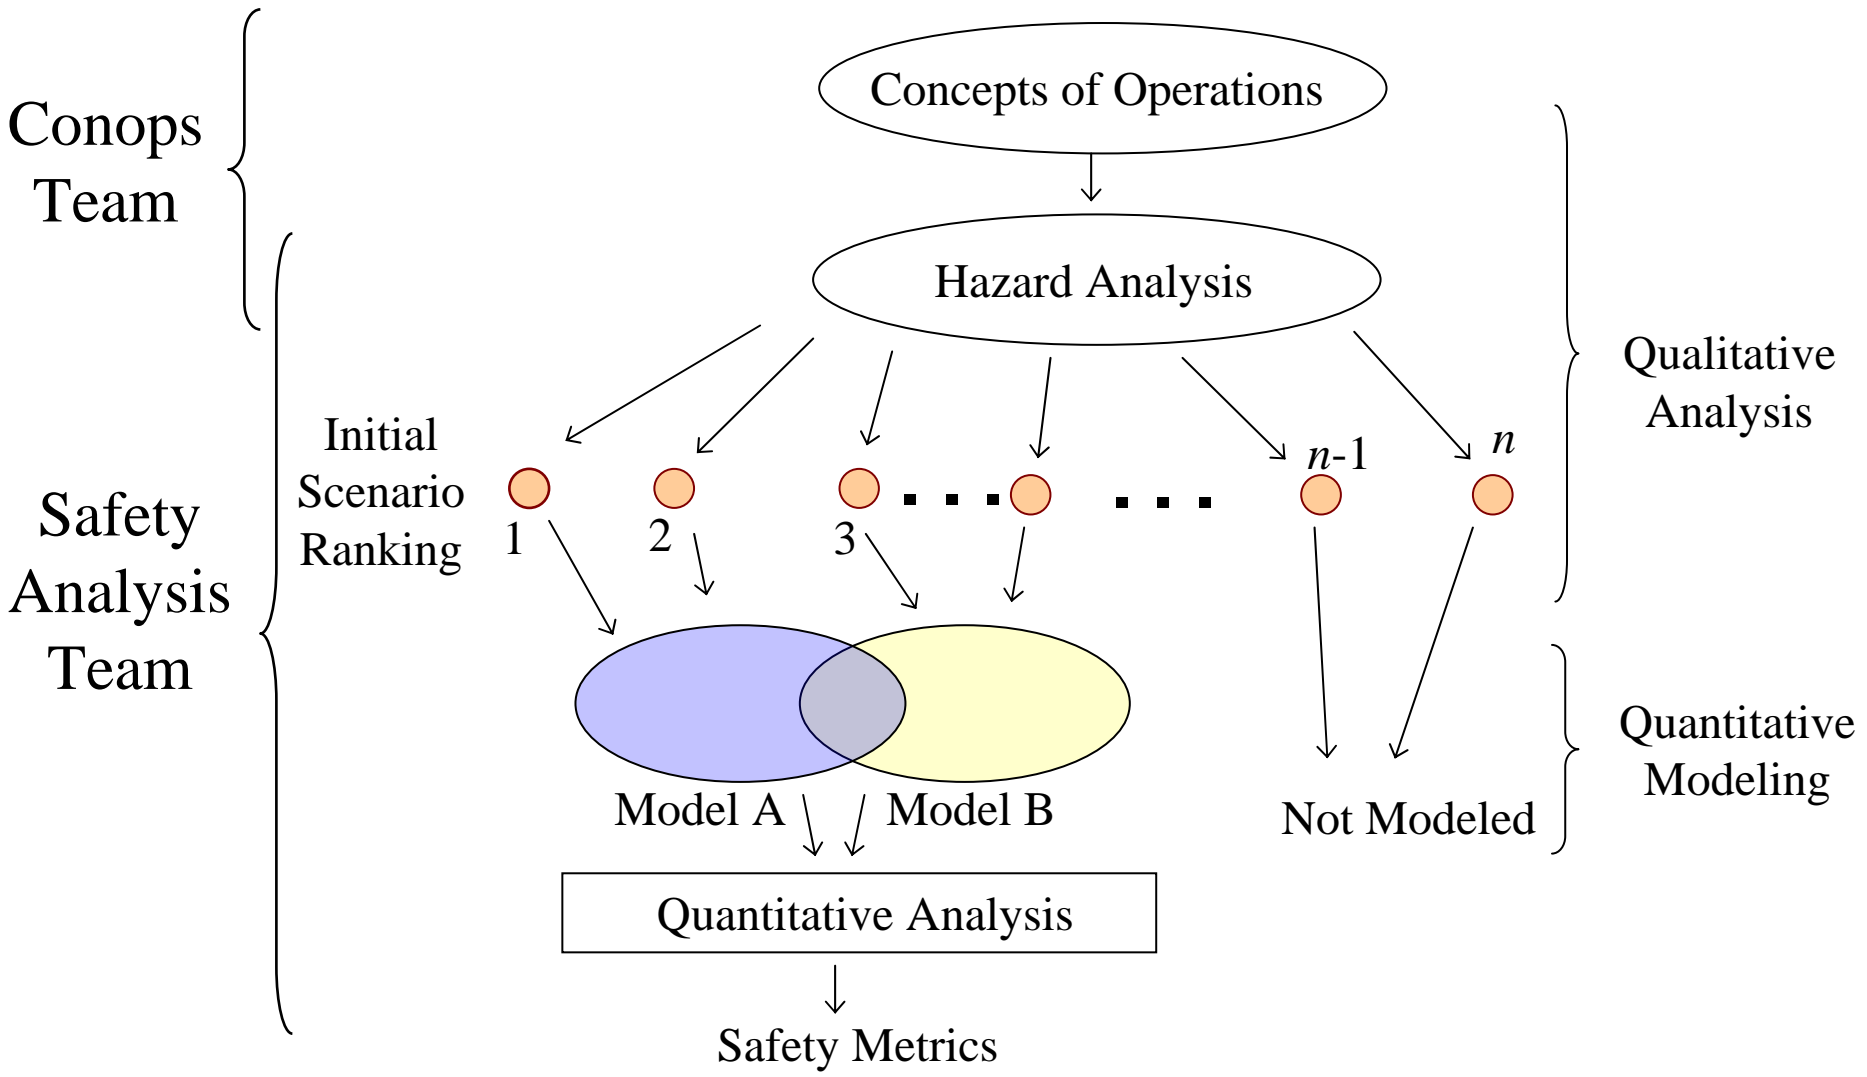 Concepts of Operations
Conops
Team
Hazard Analysis
Qualitative
Analysis
Initial
Scenario
Ranking
n-1
n
1
2
3
Safety
Analysis
Team
Quantitative
Modeling
Model A
Model B
Not Modeled
Quantitative Analysis
Safety Metrics